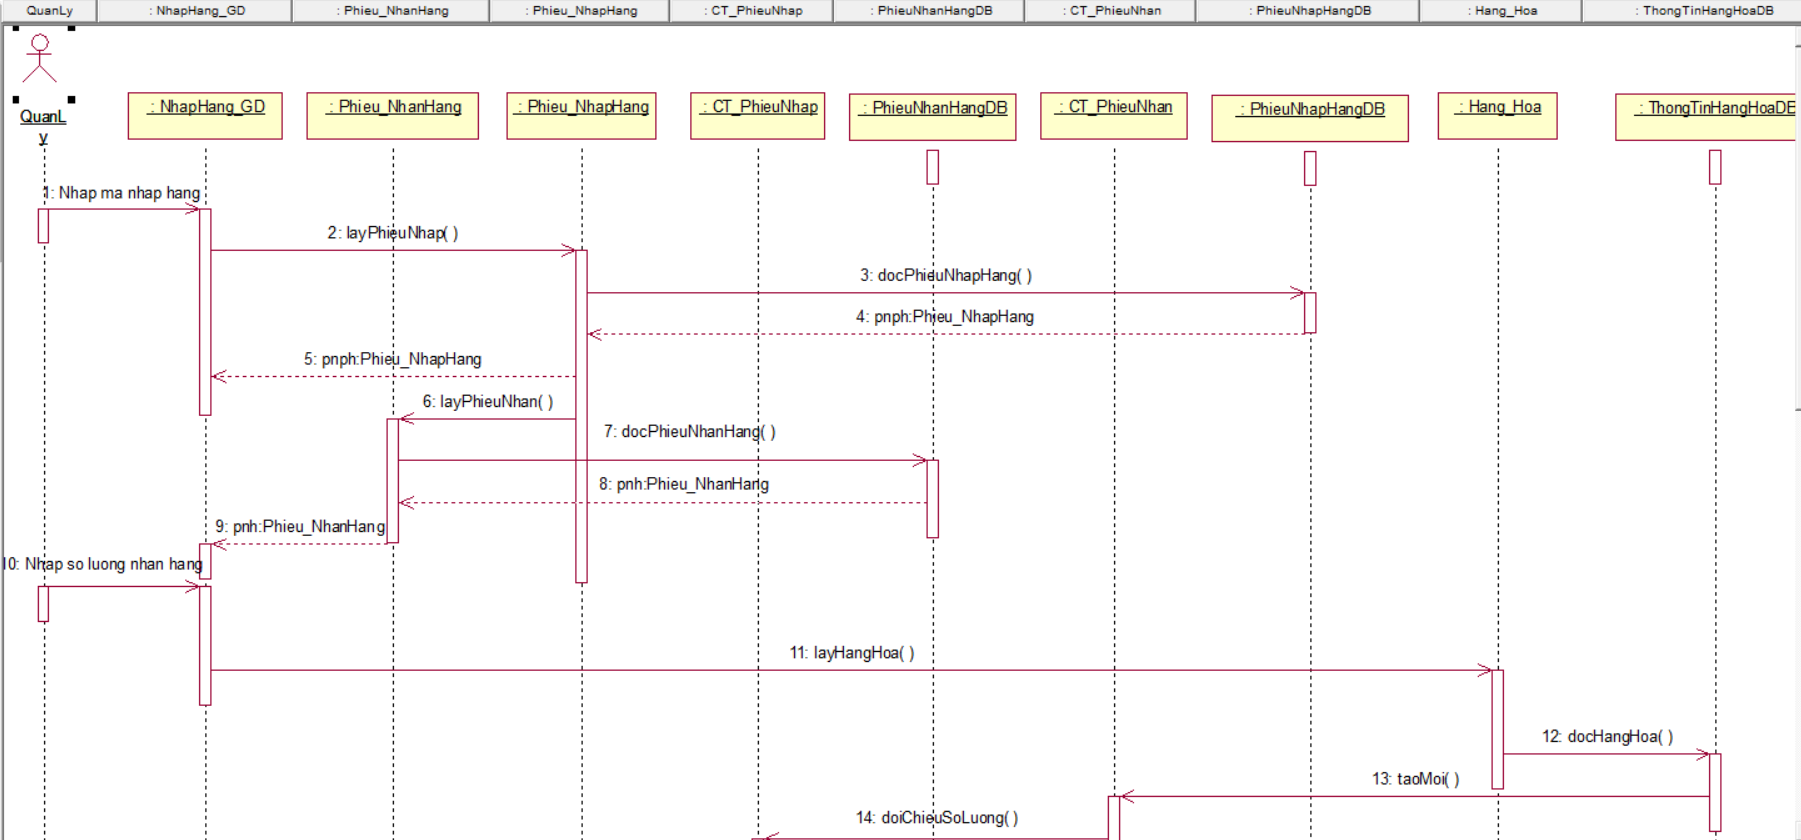 QuanLy
: NhapHang_GD
: Phieu_NhanHang
: Phieu_NhapHang
: CT_PhieuNhap
: PhieuNhanHangDB
: CT_PhieuNhan
: PhieuNhapHangDB
: Hang_Hoa
: ThongTinHangHoaDB
QuanL
y
: NhapHang_GD
: Phieu_NhanHang
: Phieu_NhapHang
: CT_PhieuNhap
: PhieuNhanHangDB
: CT_PhieuNhan
: PhieuNhapHangDB
: Hang_Hoa
: ThongTinHangHoaDB
1: Nhap ma nhap hang
2: layPhieuNhap( )
3: docPhieuNhapHang( )
4: pnph:Phieu_NhapHang
5: pnph:Phieu_NhapHang
6: layPhieuNhan( )
7: docPhieuNhanHang( )
8: pnh:Phieu_NhanHang
9: pnh:Phieu_NhanHang
10: Nhap so luong nhan hang
11: layHangHoa( )
12: docHangHoa( )
13: taoMoi( )
14: doiChieuSoLuong( )